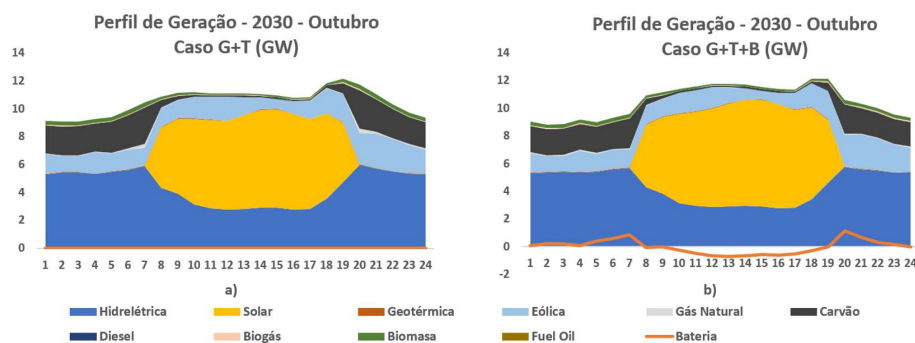 Perfil de Geração - 2030 - Outubro
Caso G+T (GW)
14
12
10
8
6
4
2
0
1 2 3 4 5 6 7 8 9 10 11 12 13 14 15 16 17 18 19 20 21 22 23 24
a)
Perfil de Geração - 2030 - Outubro
Caso G+T+B (GW)
14
12
10
8
6
4
2
0
-2
1 2 3 4 5 6 7 8 9 10 11 12 13 14 15 16 17 18 19 20 21 22 23 24
b)
Hidrelétrica Solar Geotérmica Eólica Gás Natural Carvão
Diesel Biogás Biomasa Fuel Oil Bateria